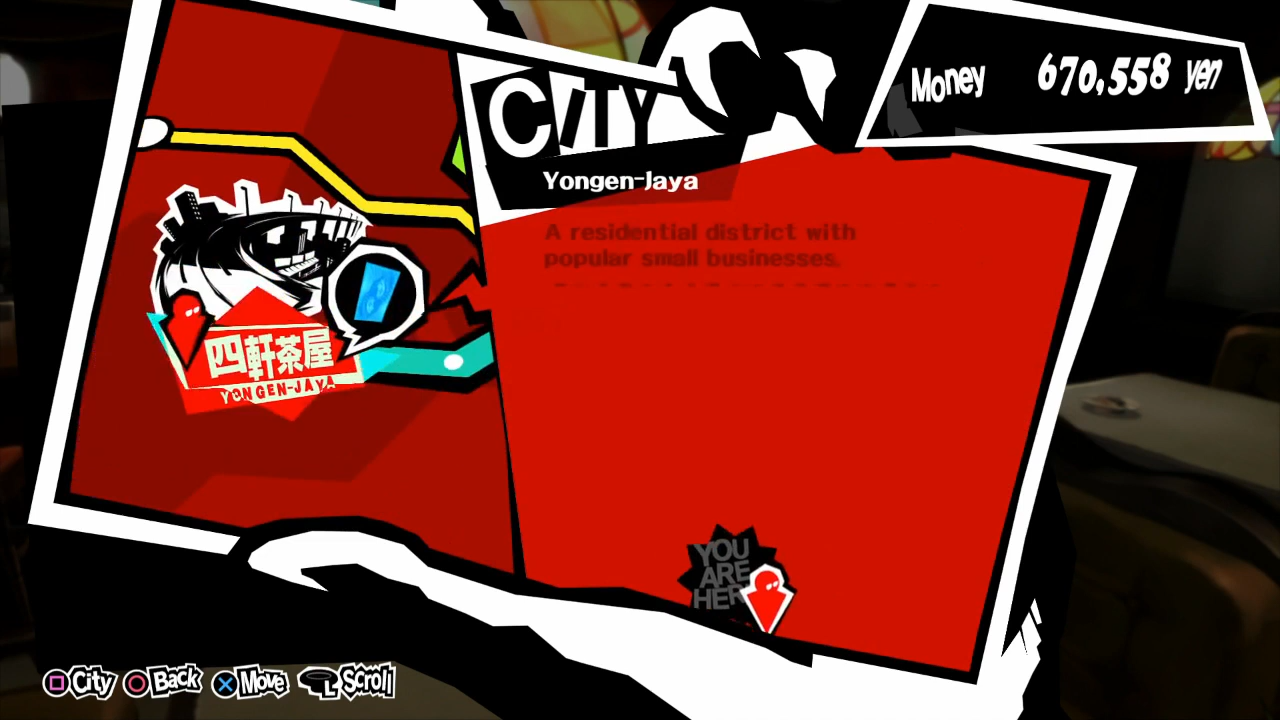 CITY
Money 670,558 yen
Yongen-Jaya
A residential district with
popular small businesses.
四軒茶屋
YONGEN-JAYA
YOU
ARE
HERE
City Back Move L Scroll